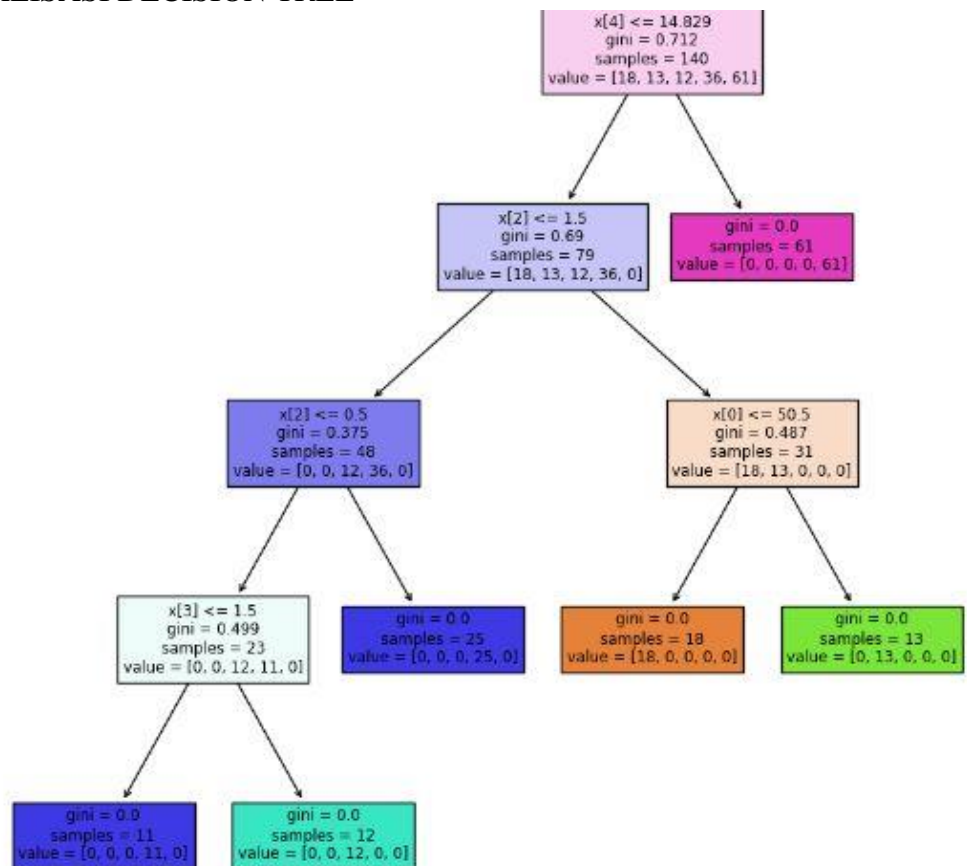 x[4] <= 14.829
gini = 0.712
samples = 140
value = [18, 13, 12, 36, 61]
x[2] <= 1.5
gini = 0.69
samples = 79
value = [18, 13, 12, 36, 0]
gini = 0.0
samples = 61
value = [0, 0, 0, 0, 61]
x[2] <= 0.5
gini = 0.375
samples = 48
value = [0, 0, 12, 36, 0]
x[0] <= 50.5
gini = 0.487
samples = 31
value = [18, 13, 0, 0, 0]
x[3] <= 1.5
gini = 0.499
samples = 23
value = [0, 0, 12, 11, 0]
gini = 0.0
samples = 25
value = [0, 0, 0, 25, 0]
gini = 0.0
samples = 18
value = [18, 0, 0, 0, 0]
gini = 0.0
samples = 13
value = [0, 13, 0, 0, 0]
gini = 0.0
samples = 11
value = [0, 0, 0, 11, 0]
gini = 0.0
samples = 12
value = [0, 0, 12, 0, 0]